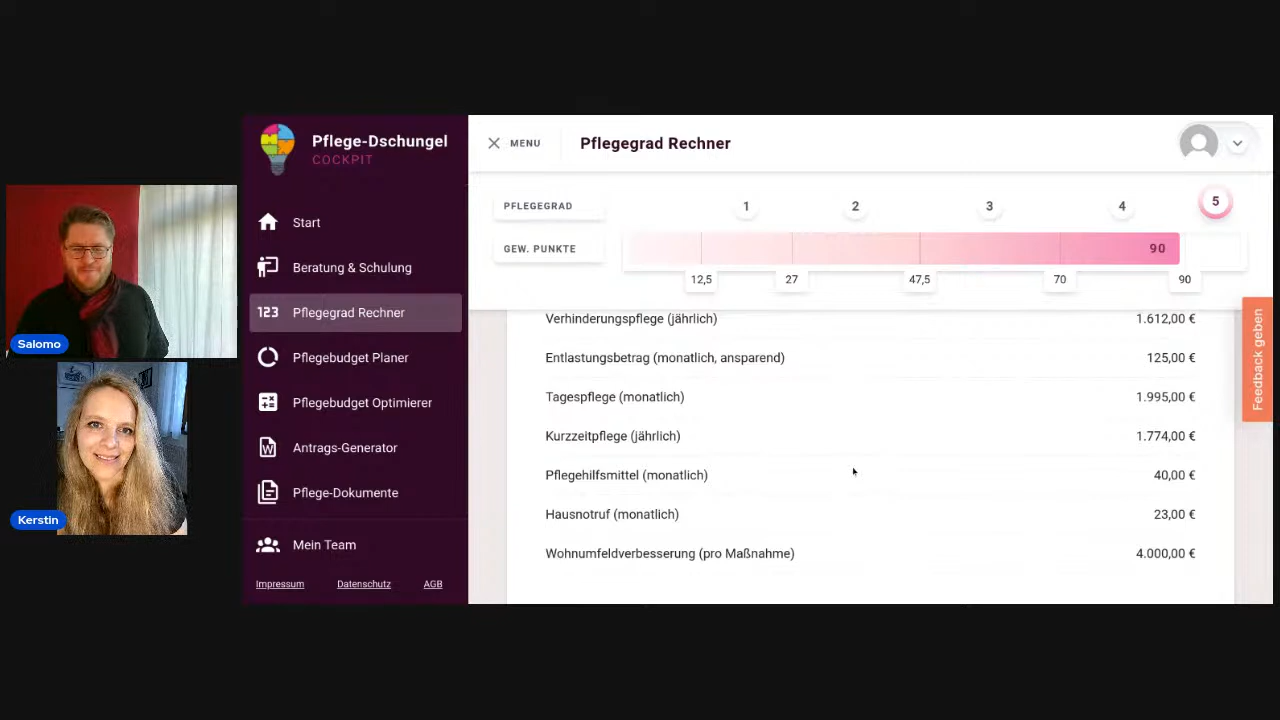 Salomo
Kerstin
Pflege-Dschungel
COCKPIT
Start
Beratung & Schulung
123 Pflegegrad Rechner
Pflegebudget Planer
Pflegebudget Optimierer
W Antrags-Generator
Pflege-Dokumente
Mein Team
Impressum Datenschutz AGB
MENU Pflegegrad Rechner
PFLEGEGRAD 1 2 3 4 5
GEW. PUNKTE 90
12,5 27 47,5 70 90
Verhinderungspflege (jährlich) 1.612,00 €
Entlastungsbetrag (monatlich, ansparend) 125,00 €
Tagespflege (monatlich) 1.995,00 €
Kurzzeitpflege (jährlich) 1.774,00 €
Pflegehilfsmittel (monatlich) 40,00 €
Hausnotruf (monatlich) 23,00 €
Wohnumfeldverbesserung (pro Maßnahme) 4.000,00 €
Feedback geben